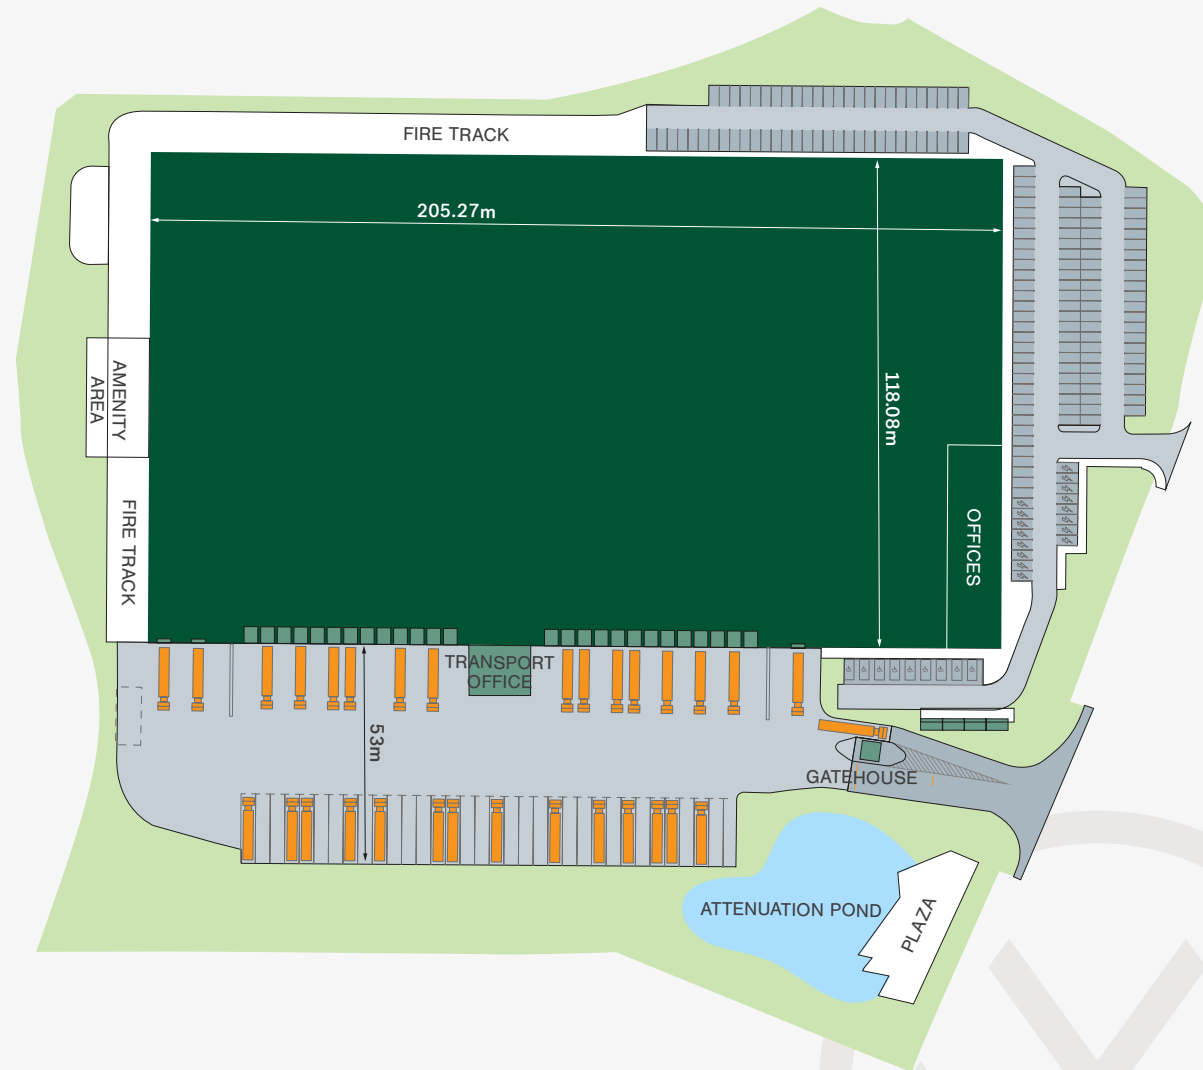 FIRE TRACK
205.27m
118.08m
AMENITY
AREA
FIRE TRACK
OFFICES
TRANSPORT
OFFICE
53m
GATEHOUSE
ATTENUATION POND
PLAZA